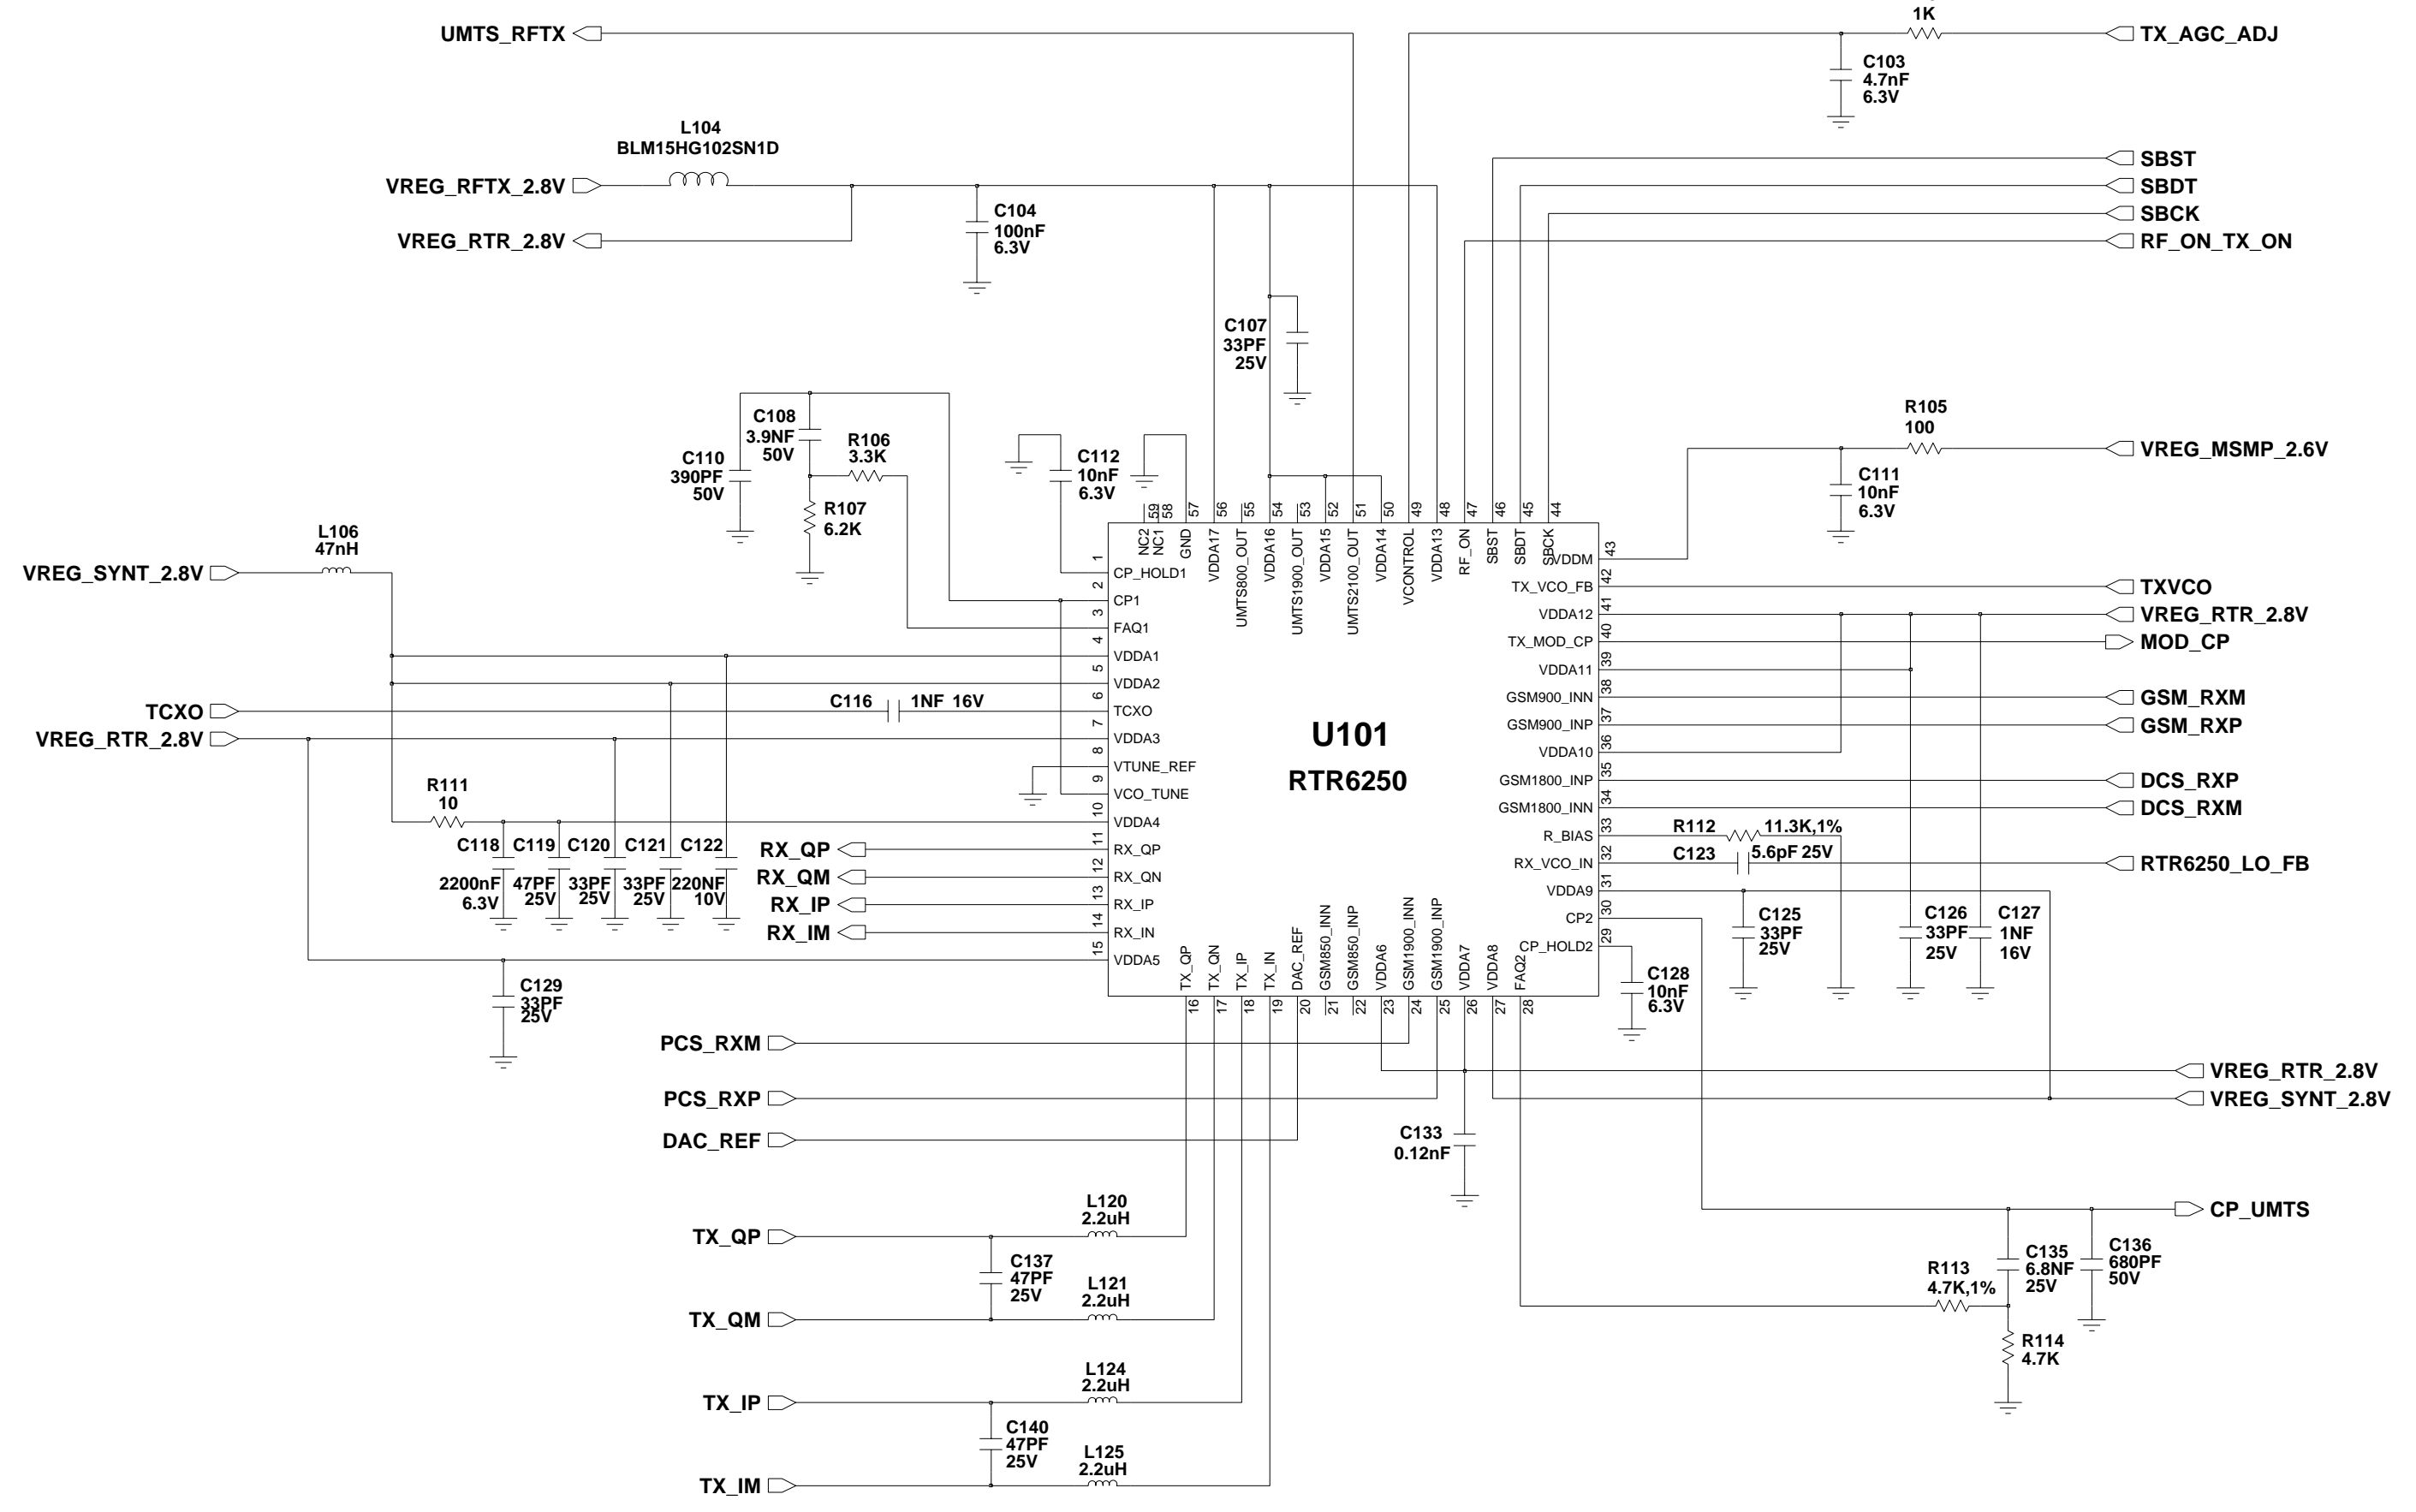 1K
UMTS_RFTX
TX_AGC_ADJ
C103
4.7nF
6.3V
L104
BLM15HG102SN1D
SBST
VREG_RFTX_2.8V
SBDT
C104
100nF
6.3V
SBCK
VREG_RTR_2.8V
RF_ON_TX_ON
C107
33PF
25V
C108
3.9NF
50V
R106
3.3K
C110
390PF
50V
R107
6.2K
C112
10nF
6.3V
R105
100
VREG_MSMP_2.6V
C111
10nF
6.3V
L106
47nH
VREG_SYNT_2.8V
59
58
57
56
55
54
53
52
51
50
49
48
47
46
45
44
NC2
NC1
GND
VDDA17
UMTS800_OUT
VDDA16
UMTS1900_OUT
VDDA15
UMTS2100_OUT
VDDA14
VCONTROL
VDDA13
RF_ON
SBST
SBDT
SBCK
1
CP_HOLD1
2
CP1
3
FAQ1
4
VDDA1
5
VDDA2
6
TCXO
7
VDDA3
8
VTUNE_REF
9
VCO_TUNE
10
VDDA4
11
RX_QP
12
RX_QN
13
RX_IP
14
RX_IN
15
VDDA5
U101
RTR6250
43
VDDM
42
TX_VCO_FB
41
VDDA12
40
TX_MOD_CP
39
VDDA11
38
GSM900_INN
37
GSM900_INP
36
VDDA10
35
GSM1800_INP
34
GSM1800_INN
33
R_BIAS
32
RX_VCO_IN
31
VDDA9
30
CP2
29
CP_HOLD2
TXVCO
VREG_RTR_2.8V
MOD_CP
GSM_RXM
GSM_RXP
DCS_RXP
DCS_RXM
R112 11.3K,1%
C123 5.6pF 25V
RTR6250_LO_FB
TCXO
C116 1NF 16V
VREG_RTR_2.8V
R111
10
C118
2200nF
6.3V
C119
47PF
25V
C120
33PF
25V
C121
33PF
25V
C122
220NF
10V
RX_QP
RX_QM
RX_IP
RX_IM
C125
33PF
25V
C126
33PF
25V
C127
1NF
16V
C128
10nF
6.3V
C129
33PF
25V
TX_QP
TX_QN
TX_IP
TX_IN
DAC_REF
GSM850_INN
GSM850_INP
VDDA6
GSM1900_INN
GSM1900_INP
VDDA7
VDDA8
FAQ2
16
17
18
19
20
21
22
23
24
25
26
27
28
PCS_RXM
VREG_RTR_2.8V
PCS_RXP
VREG_SYNT_2.8V
DAC_REF
C133
0.12nF
L120
2.2uH
TX_QP
CP_UMTS
C137
47PF
25V
L121
2.2uH
TX_QM
C135
6.8NF
25V
C136
680PF
50V
R113
4.7K,1%
R114
4.7K
L124
2.2uH
TX_IP
C140
47PF
25V
L125
2.2uH
TX_IM